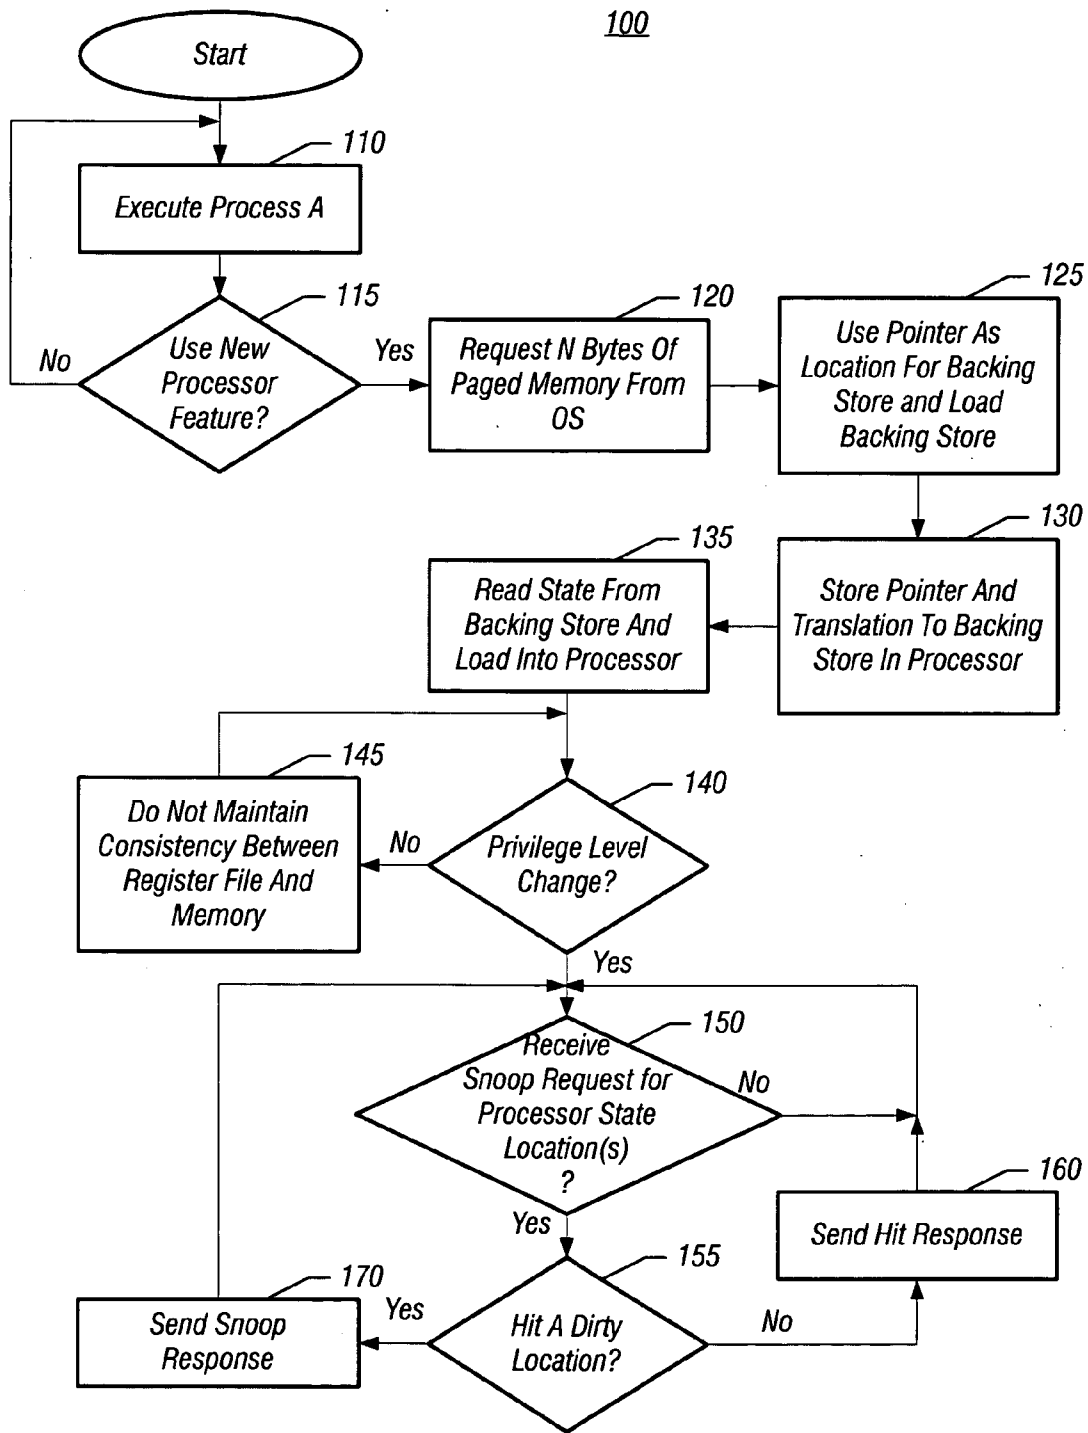 100
Start
110
Execute Process A
115
Use New
Processor
Feature?
No
Yes
120
Request N Bytes Of
Paged Memory From
OS
125
Use Pointer As
Location For Backing
Store and Load
Backing Store
130
Store Pointer And
Translation To Backing
Store In Processor
135
Read State From
Backing Store And
Load Into Processor
140
Privilege Level
Change?
No
145
Do Not Maintain
Consistency Between
Register File And
Memory
Yes
150
Receive
Snoop Request for
Processor State
Location(s)
?
No
Yes
155
Hit A Dirty
Location?
No
160
Send Hit Response
Yes
170
Send Snoop
Response